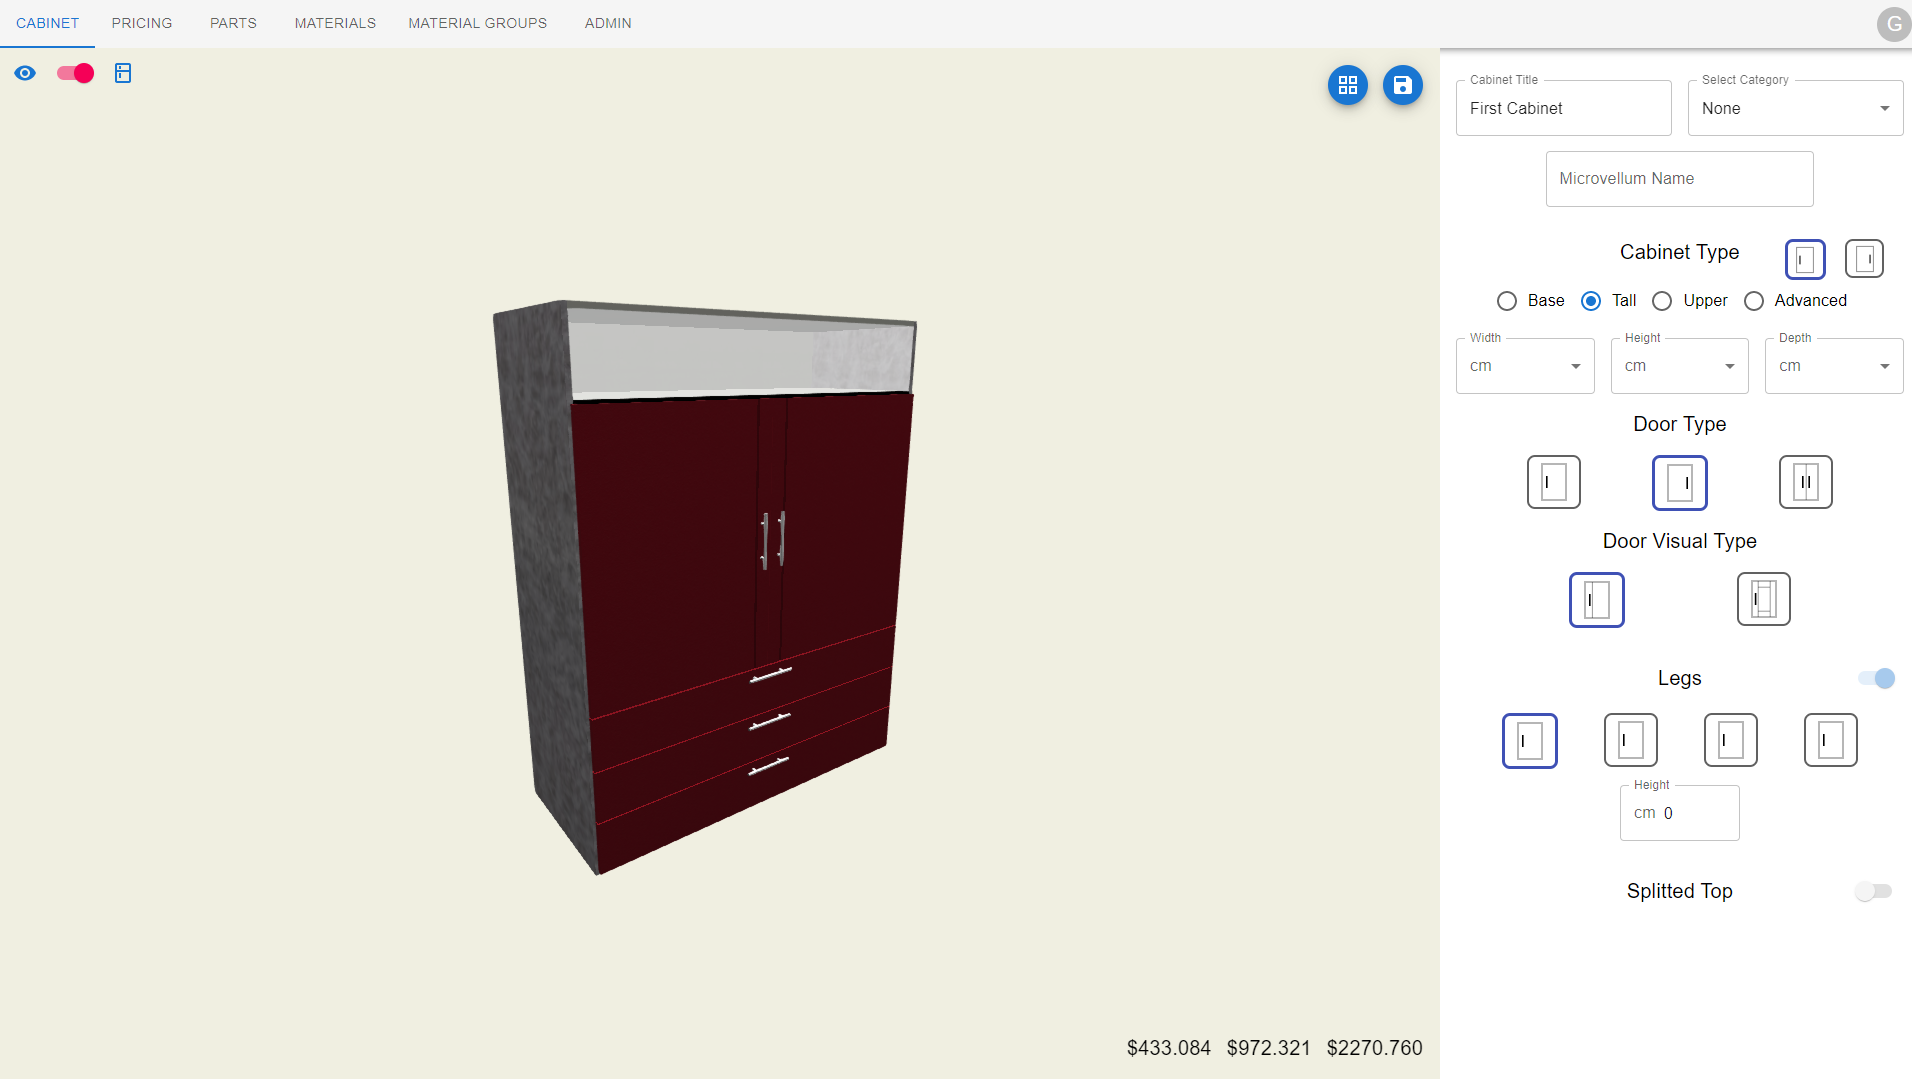 CABINET PRICING PARTS MATERIALS MATERIAL GROUPS ADMIN G
Cabinet Title Select Category
First Cabinet None
Microvellum Name
Cabinet Type
Base Tall Upper Advanced
Width Height Depth
cm cm cm
Door Type
Door Visual Type
Legs
Height
cm 0
Splitted Top
$433.084 $972.321 $2270.760